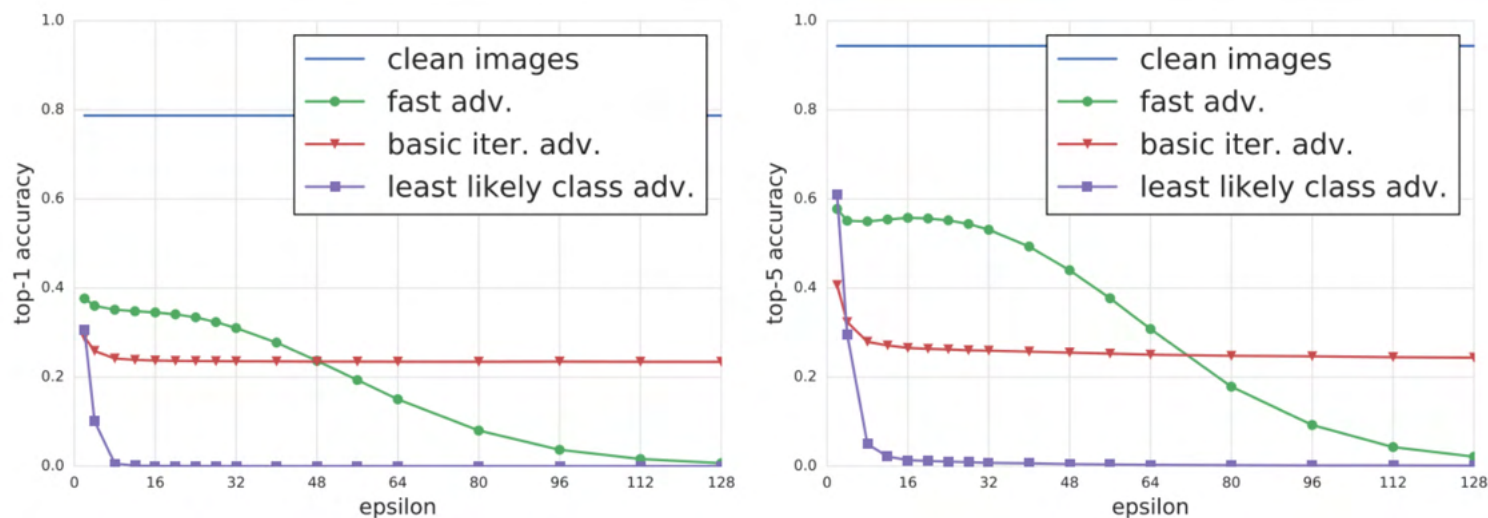 1.0
0.8
0.6
0.4
0.2
0.0
top-1 accuracy
clean images
fast adv.
basic iter. adv.
least likely class adv.
0 16 32 48 64 80 96 112 128
epsilon
1.0
0.8
0.6
0.4
0.2
0.0
top-5 accuracy
clean images
fast adv.
basic iter. adv.
least likely class adv.
0 16 32 48 64 80 96 112 128
epsilon